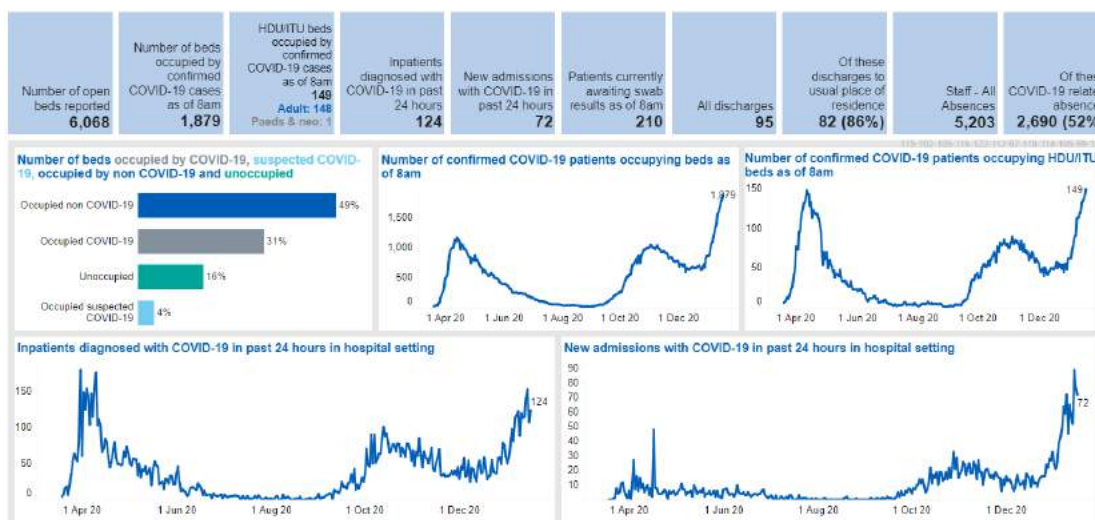 Number of open
beds reported
6,068
Number of beds
occupied by
confirmed
COVID-19 cases
as of 8am
1,879
HDU/ITU beds
occupied by
confirmed
COVID-19 cases
as of 8am
149
Adult: 148
Paeds & neo: 1
Inpatients
diagnosed with
COVID-19 in past
24 hours
124
New admissions
with COVID-19 in
past 24 hours
72
Patients currently
awaiting swab
results as of 8am
210
All discharges
95
Of these
discharges to
usual place of
residence
82 (86%)
Staff - All
Absences
5,203
Of thes
COVID-19 relate
absence
2,690 (52%
Number of beds occupied by COVID-19, suspected COVID-
19, occupied by non COVID-19 and unoccupied
Occupied non COVID-19
49%
Occupied COVID-19
31%
Unoccupied
16%
Occupied suspected
COVID-19
4%
Number of confirmed COVID-19 patients occupying beds as
of 8am
1,879
1,500
1,000
500
0
1 Apr 20 1 Jun 20 1 Aug 20 1 Oct 20 1 Dec 20
Number of confirmed COVID-19 patients occupying HDU/ITU
beds as of 8am
150
149
100
50
0
1 Apr 20 1 Jun 20 1 Aug 20 1 Oct 20 1 Dec 20
Inpatients diagnosed with COVID-19 in past 24 hours in hospital setting
150
124
100
50
0
1 Apr 20 1 Jun 20 1 Aug 20 1 Oct 20 1 Dec 20
New admissions with COVID-19 in past 24 hours in hospital setting
90
80
70
72
60
50
40
30
20
10
1 Apr 20 1 Jun 20 1 Aug 20 1 Oct 20 1 Dec 20